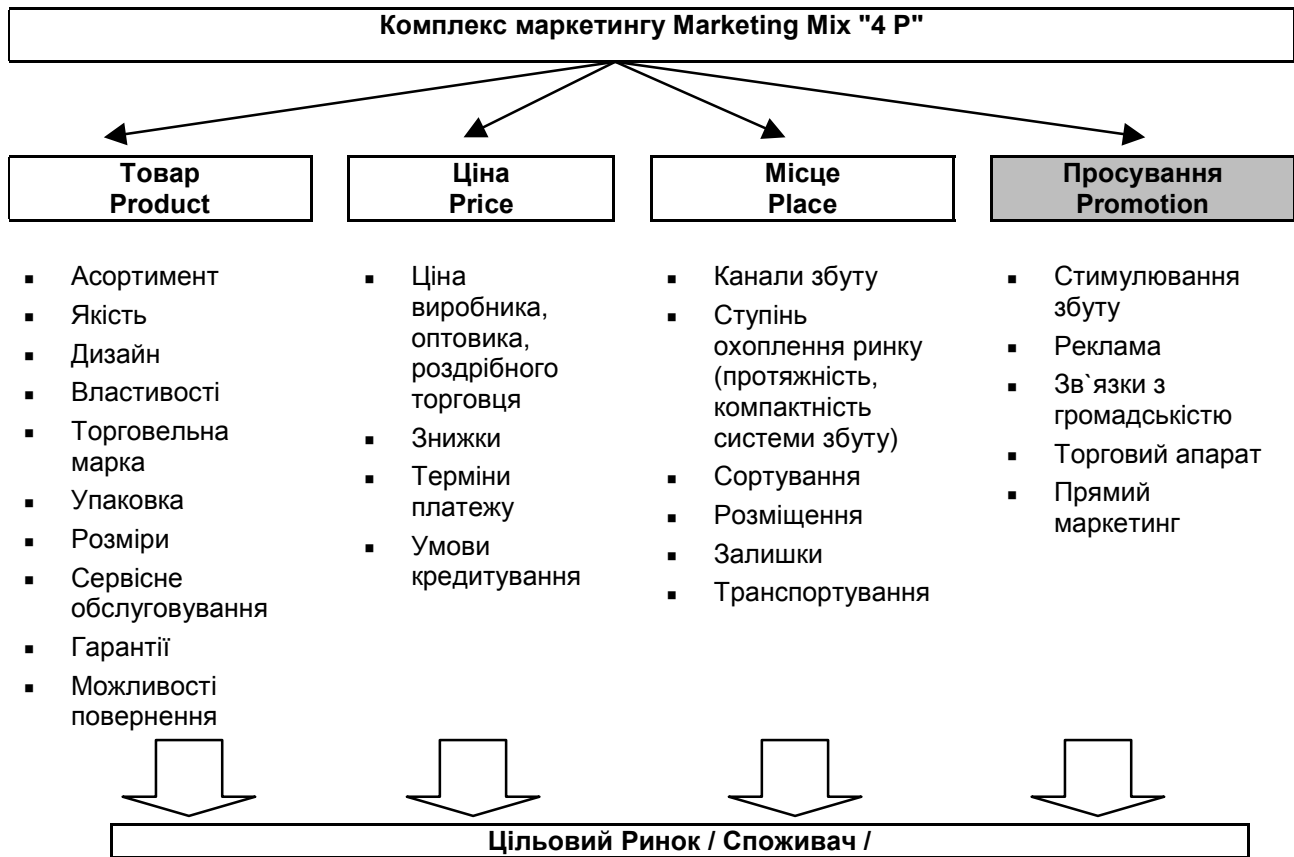 Комплекс маркетингу Marketing Mix "4 P"
Товар
Product
Ціна
Price
Місце
Place
Просування
Promotion
▪ Асортимент
▪ Якість
▪ Дизайн
▪ Властивості
▪ Торговельна
марка
▪ Упаковка
▪ Розміри
▪ Сервісне
обслуговування
▪ Гарантії
▪ Можливості
повернення
▪ Ціна
виробника,
оптовика,
роздрібного
торговця
▪ Знижки
▪ Терміни
платежу
▪ Умови
кредитування
▪ Канали збуту
▪ Ступінь
охоплення ринку
(протяжність,
компактність
системи збуту)
▪ Сортування
▪ Розміщення
▪ Залишки
▪ Транспортування
▪ Стимулювання
збуту
▪ Реклама
▪ Зв`язки з
громадськістю
▪ Торговий апарат
▪ Прямий
маркетинг
Цільовий Ринок / Споживач /